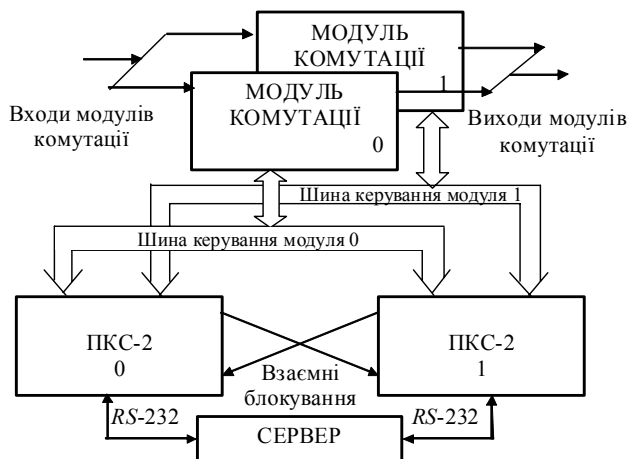 МОДУЛЬ
КОМУТАЦІЇ
1
МОДУЛЬ
КОМУТАЦІЇ
0
Входи модулів
комутації
Виходи модулів
комутації
Шина керування модуля 1
Шина керування модуля 0
ПКС-2
0
ПКС-2
1
Взаємні
блокування
RS-232
RS-232
СЕРВЕР